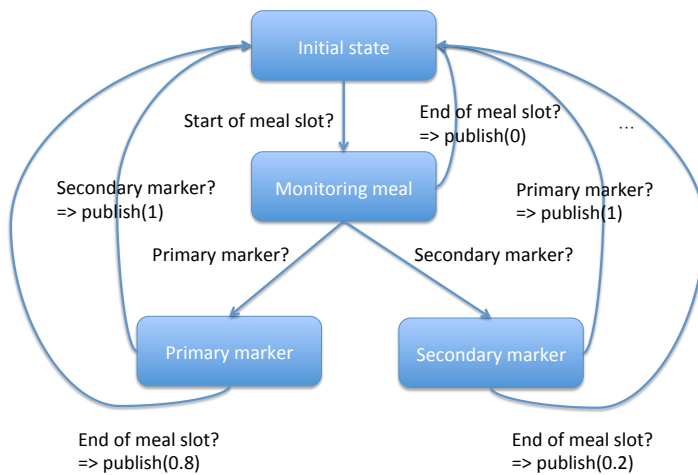 Initial state
Start of meal slot?
End of meal slot?
=> publish(0)
...
Secondary marker?
=> publish(1)
Monitoring meal
Primary marker?
=> publish(1)
Primary marker?
Secondary marker?
Primary marker
Secondary marker
End of meal slot?
=> publish(0.8)
End of meal slot?
=> publish(0.2)